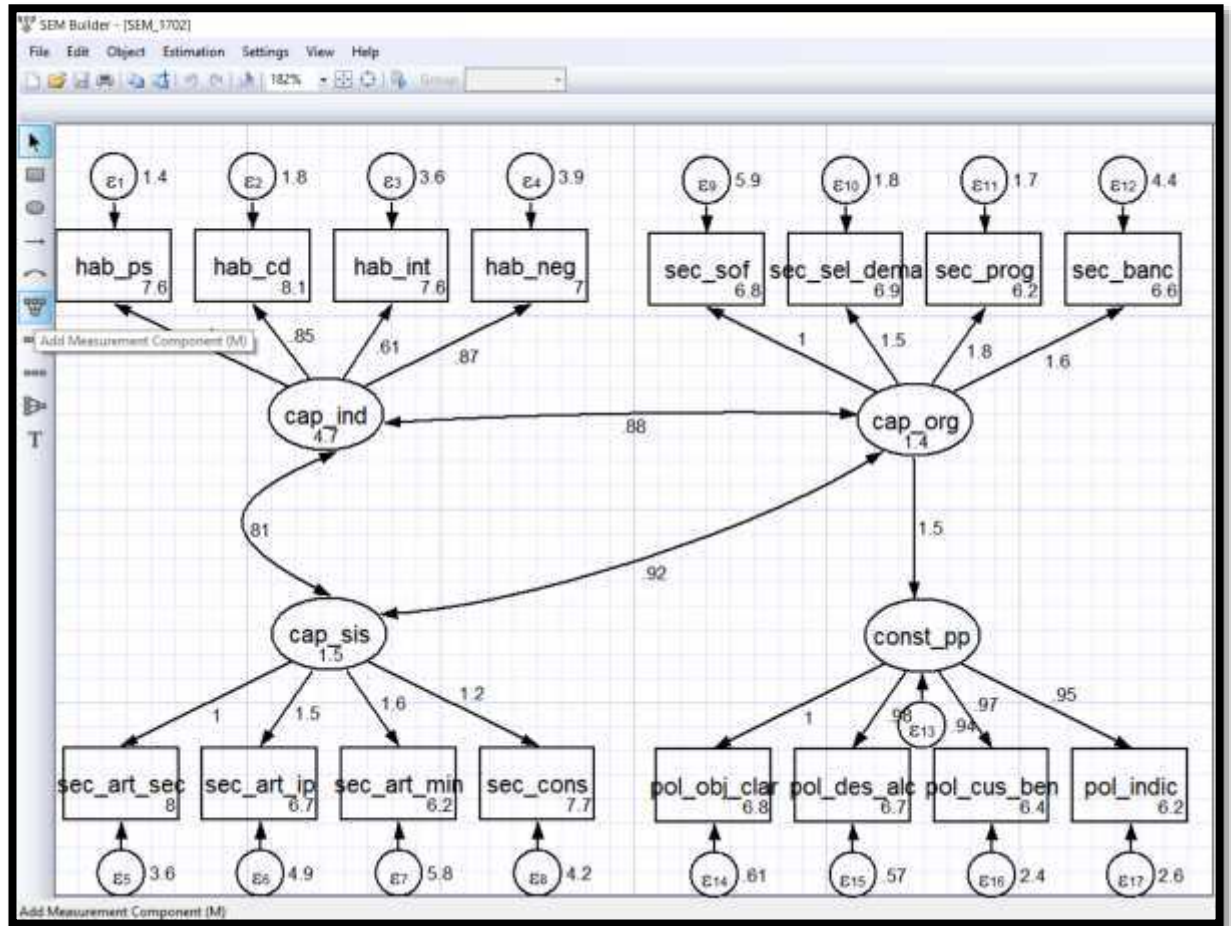 SEM Builder - [SEM_1702]
File Edit Object Estimation Settings View Help
182% Group
ε1 1.4 ε2 1.8 ε3 3.6 ε4 3.9 ε9 5.9 ε10 1.8 ε11 1.7 ε12 4.4
hab_ps hab_cd hab_int hab_neg sec_sof sec_sel_dema sec_prog sec_banc
7.6 8.1 7.6 7 6.8 6.9 6.2 6.6
Add Measurement Component (M)
.85 .61 .87 1 1.5 1.8 1.6
cap_ind cap_org
4.7 1.4
.88
.81 1.5
.92
cap_sis const_pp
1.5
1 1.5 1.6 1.2 1 .98 .97 .95
ε13 .94
sec_art_sec sec_art_ip sec_art_min sec_cons pol_obj_clar pol_des_alc pol_cus_ben pol_indic
8 6.7 6.2 7.7 6.8 6.7 6.4 6.2
ε5 3.6 ε6 4.9 ε7 5.8 ε8 4.2 ε14 .61 ε15 .57 ε16 2.4 ε17 2.6
T
Add Measurement Component (M)